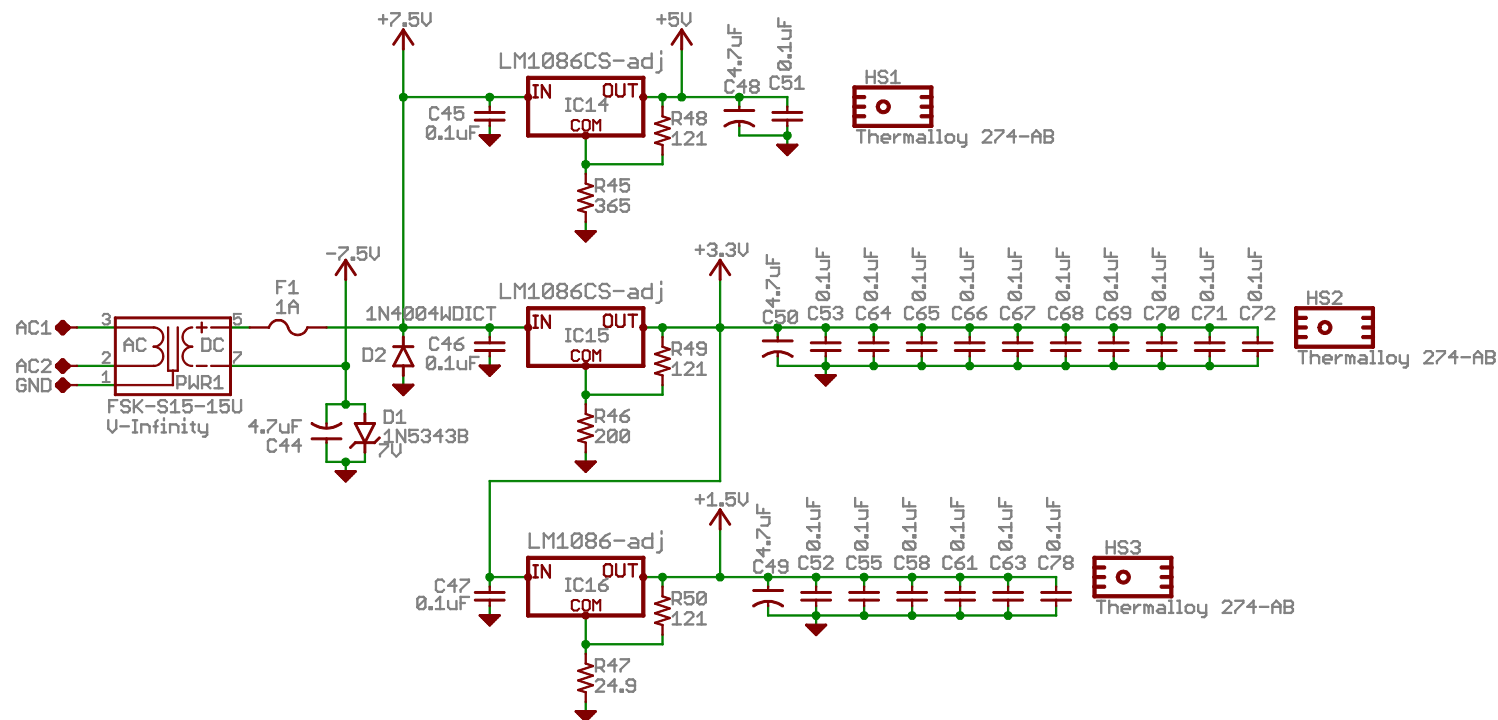 +7.5V
+5V
LM1086CS-adj
4.7uF
C48
0.1uF
C51
HS1
IN
OUT
IC14
COM
C45
0.1uF
R48
121
Thermalloy 274-AB
R45
365
-7.5V
+3.3V
F1
1A
LM1086CS-adj
1N4004WDICT
4.7uF
C50
0.1uF
C53
0.1uF
C64
0.1uF
C65
0.1uF
C66
0.1uF
C67
0.1uF
C68
0.1uF
C69
0.1uF
C70
0.1uF
C71
0.1uF
C72
HS2
AC1
3
5
AC
+
DC
AC2
2
7
GND
1
PWR1
FSK-S15-15U
V-Infinity
D2
C46
0.1uF
IN
OUT
IC15
COM
R49
121
Thermalloy 274-AB
4.7uF
C44
D1
1N5343B
7V
R46
200
+1.5V
LM1086-adj
4.7uF
C49
0.1uF
C52
0.1uF
C55
0.1uF
C58
0.1uF
C61
0.1uF
C63
0.1uF
C78
HS3
C47
0.1uF
IN
OUT
IC16
COM
R50
121
Thermalloy 274-AB
R47
24.9